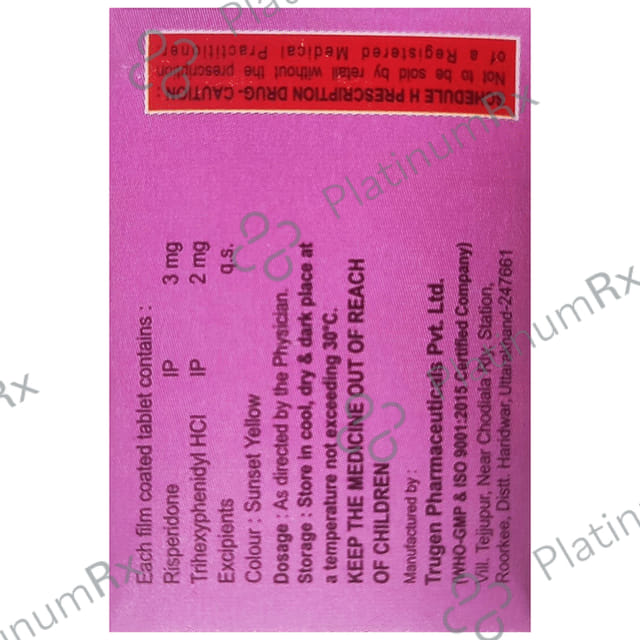 SCHEDULE H PRESCRIPTION DRUG- CAUTION :
Not to be sold by retail without the prescription
of a Registered Medical Practitioner
Each film coated tablet contains :
Risperidone IP 3 mg
Trihexyphenidyl HCl IP 2 mg
Excipients q.s.
Colour : Sunset Yellow
Dosage : As directed by the Physician.
Storage : Store in cool, dry & dark place at
a temperature not exceeding 30°C.
KEEP THE MEDICINE OUT OF REACH
OF CHILDREN
Manufactured by :
Trugen Pharmaceuticals Pvt. Ltd.
(WHO-GMP & ISO 9001:2015 Certified Company)
Vill. Tejjupur, Near Chodiala Rly. Station,
Roorkee, Distt. Haridwar, Uttarakhand-247661
PlatinumRx
PlatinumRx
PlatinumRx
Rx
PlatinumRx
Platinum